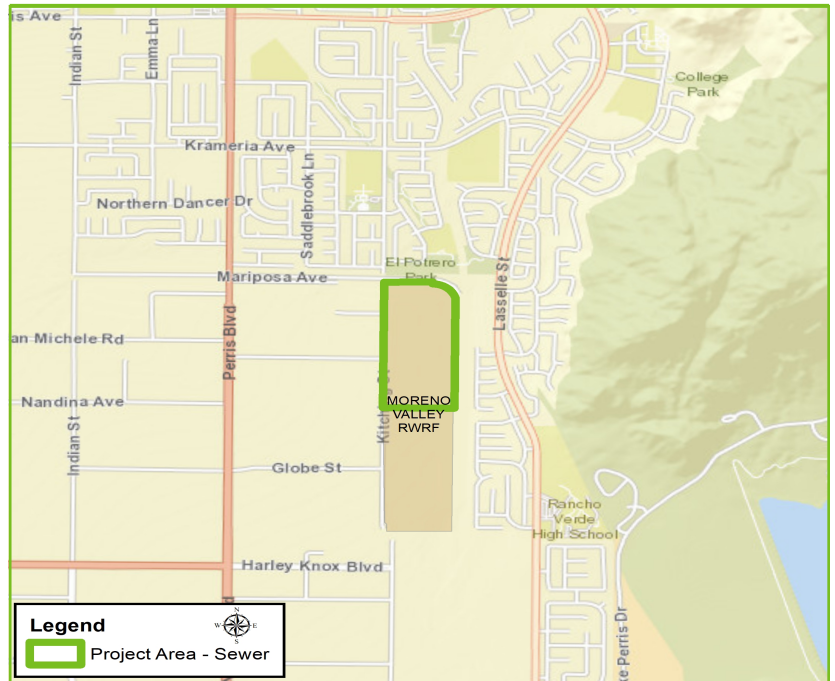 is Ave
Indian St
Emma Ln
College
Park
Krameria Ave
Saddlebrook Ln
Northern Dancer Dr
El Potrero
Park
Mariposa Ave
Lasselle St
Perris Blvd
an Michele Rd
Nandina Ave
MORENO
VALLEY
RWRF
Indian St
Globe St
Rancho
Verde
High School
Harley Knox Blvd
Legend
N
W E
S
Project Area - Sewer
e Perris Dr